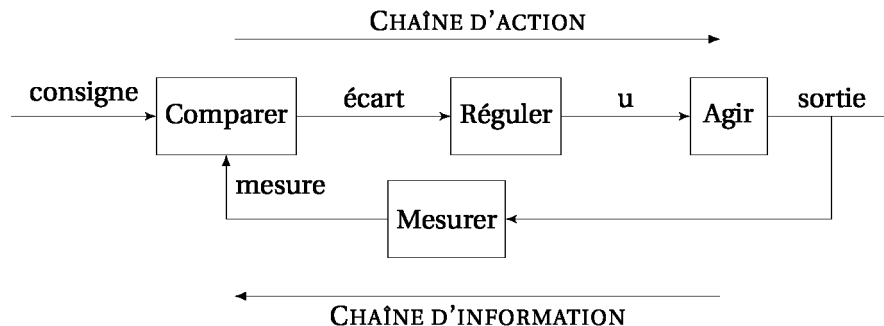 CHAÎNE D'ACTION
consigne
Comparer
écart
Réguler
u
Agir
sortie
mesure
Mesurer
CHAÎNE D'INFORMATION